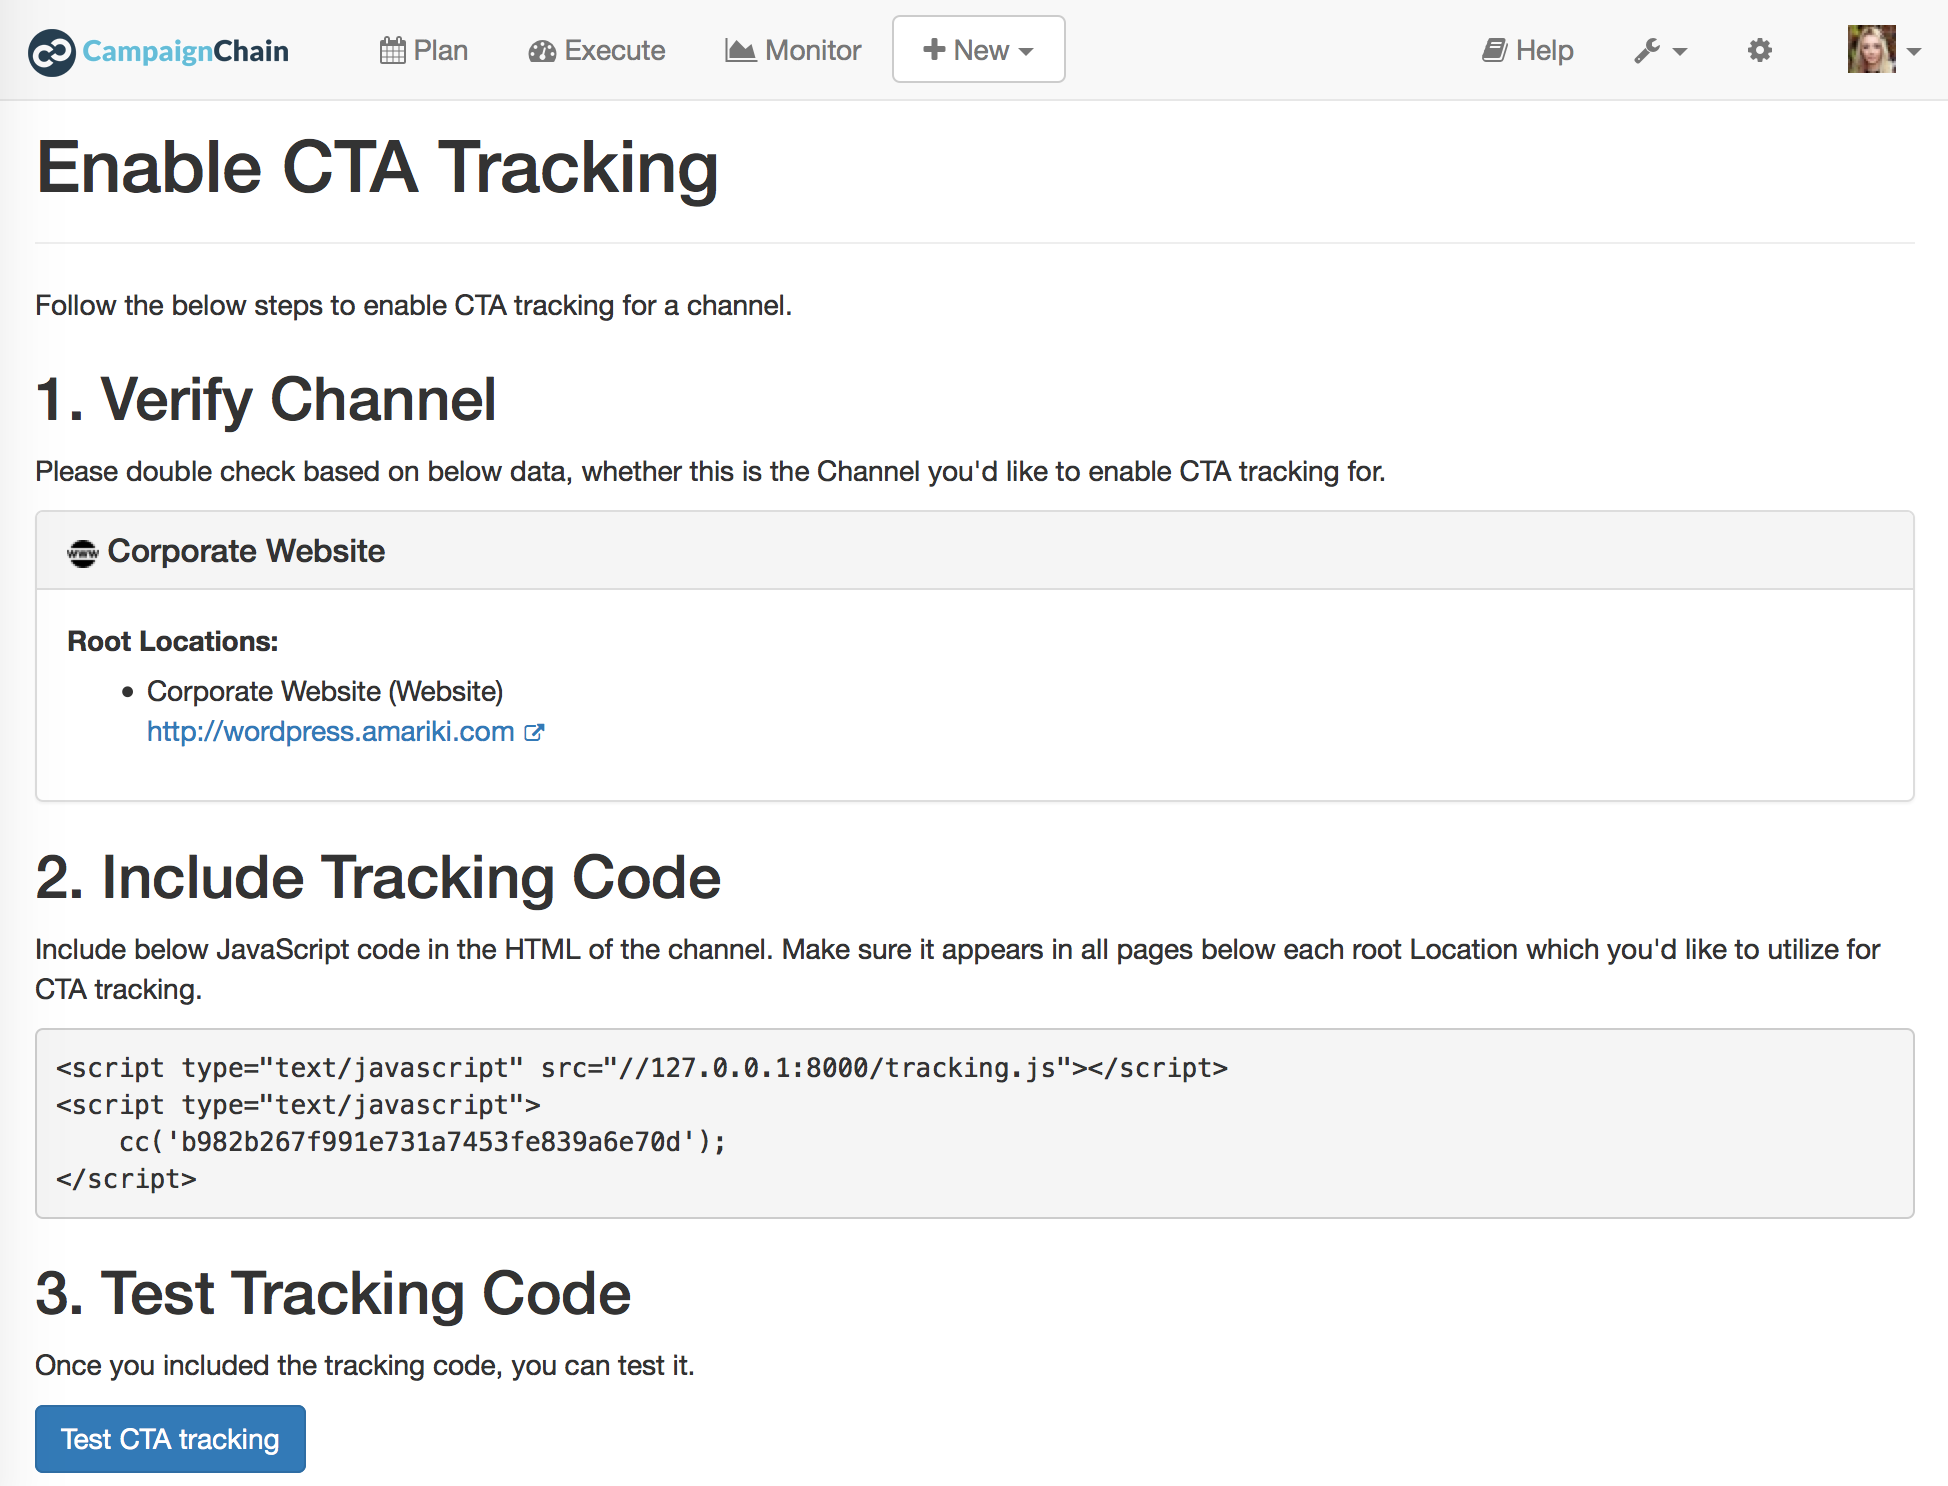 CampaignChain Plan Execute Monitor + New Help
Enable CTA Tracking
Follow the below steps to enable CTA tracking for a channel.
1. Verify Channel
Please double check based on below data, whether this is the Channel you'd like to enable CTA tracking for.
www Corporate Website
Root Locations:
• Corporate Website (Website)
http://wordpress.amariki.com
2. Include Tracking Code
Include below JavaScript code in the HTML of the channel. Make sure it appears in all pages below each root Location which you'd like to utilize for
CTA tracking.
<script type="text/javascript" src="//127.0.0.1:8000/tracking.js"></script>
<script type="text/javascript">
    cc('b982b267f991e731a7453fe839a6e70d');
</script>
3. Test Tracking Code
Once you included the tracking code, you can test it.
Test CTA tracking